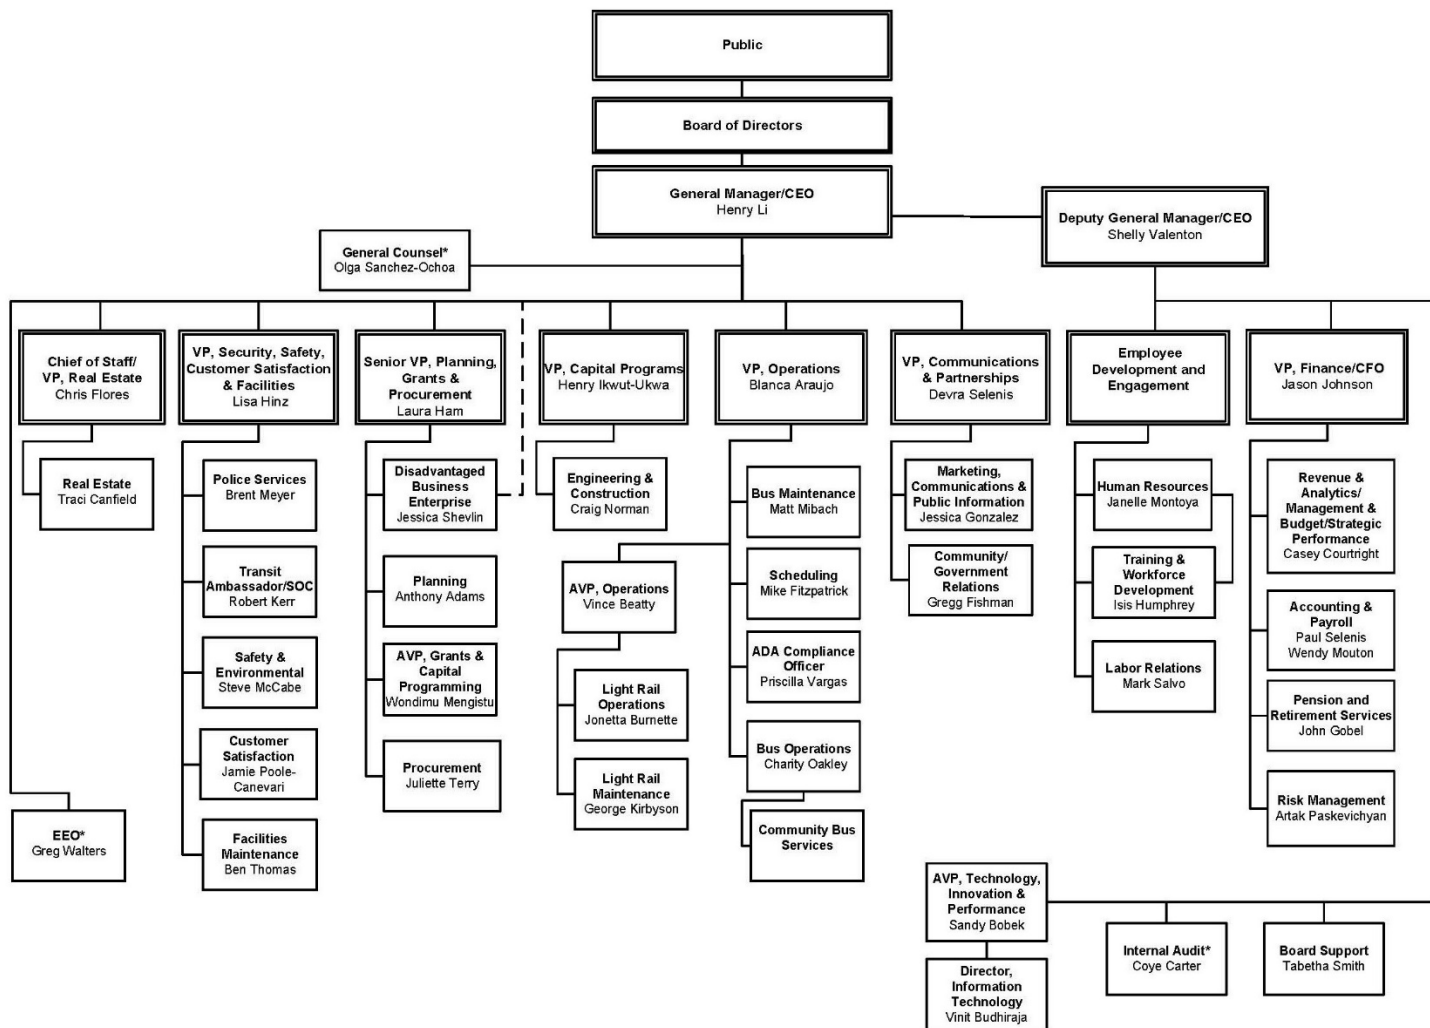 Public
Board of Directors
General Manager/CEO
Henry Li
Deputy General Manager/CEO
Shelly Valenton
General Counsel*
Olga Sanchez-Ochoa
Chief of Staff/
VP, Real Estate
Chris Flores
VP, Security, Safety,
Customer Satisfaction
& Facilities
Lisa Hinz
Senior VP, Planning,
Grants &
Procurement
Laura Ham
VP, Capital Programs
Henry Ikwut-Ukwa
VP, Operations
Blanca Araujo
VP, Communications
& Partnerships
Devra Selenis
Employee
Development and
Engagement
VP, Finance/CFO
Jason Johnson
Real Estate
Traci Canfield
Police Services
Brent Meyer
Transit
Ambassador/SOC
Robert Kerr
Safety &
Environmental
Steve McCabe
Customer
Satisfaction
Jamie Poole-
Canevari
Facilities
Maintenance
Ben Thomas
EEO*
Greg Walters
Disadvantaged
Business
Enterprise
Jessica Shevlin
Planning
Anthony Adams
AVP, Grants &
Capital
Programming
Wondimu Mengistu
Procurement
Juliette Terry
Engineering &
Construction
Craig Norman
AVP, Operations
Vince Beatty
Light Rail
Operations
Jonetta Burnette
Light Rail
Maintenance
George Kirbyson
Bus Maintenance
Matt Mibach
Scheduling
Mike Fitzpatrick
ADA Compliance
Officer
Priscilla Vargas
Bus Operations
Charity Oakley
Community Bus
Services
Marketing,
Communications &
Public Information
Jessica Gonzalez
Community/
Government
Relations
Gregg Fishman
Human Resources
Janelle Montoya
Training &
Workforce
Development
Isis Humphrey
Labor Relations
Mark Salvo
Revenue &
Analytics/
Management &
Budget/Strategic
Performance
Casey Courtright
Accounting &
Payroll
Paul Selenis
Wendy Mouton
Pension and
Retirement Services
John Gobel
Risk Management
Artak Paskevichyan
AVP, Technology,
Innovation &
Performance
Sandy Bobek
Director,
Information
Technology
Vinit Budhiraja
Internal Audit*
Coye Carter
Board Support
Tabetha Smith